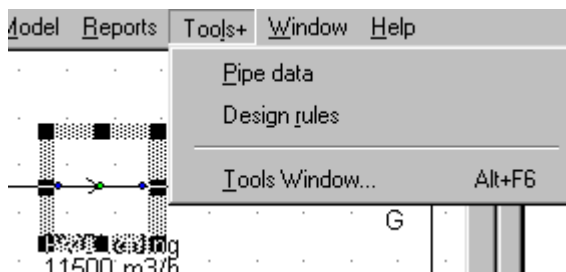 Model Reports Tools+ Window Help
Pipe data
Design rules
Tools Window... Alt+F6
G
11500 m3/h